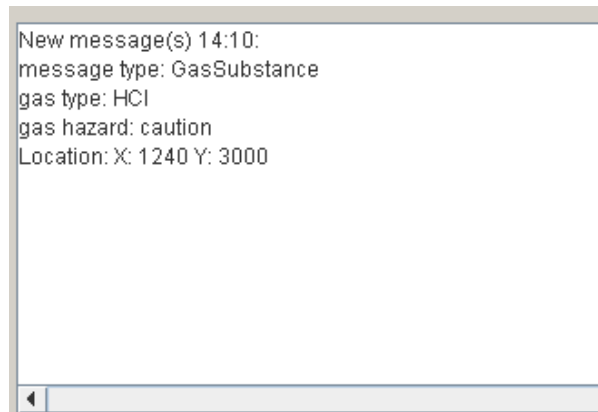 New message(s) 14:10:
message type: GasSubstance
gas type: HCl
gas hazard: caution
Location: X: 1240 Y: 3000